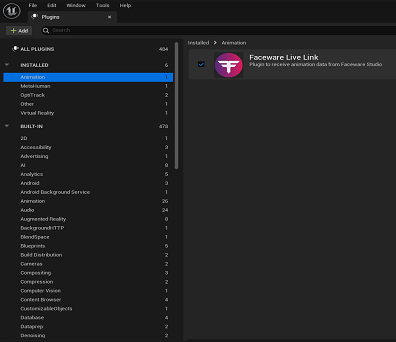 File Edit Window Tools Help
Plugins ×
+ Add Search
ALL PLUGINS 484
INSTALLED 6
Animation 1
MetaHuman 1
OptiTrack 2
Other 1
Virtual Reality 1
BUILT-IN 478
2D 1
Accessibility 3
Advertising 1
AI 8
Analytics 5
Android 3
Android Background Service 1
Animation 26
Audio 24
Augmented Reality 8
BackgroundHTTP 1
BlendSpace 1
Blueprints 6
Build Distribution 2
Cameras 2
Compositing 3
Compression 2
Computer Vision 1
Content Browser 4
CustomizableObjects 1
Database 4
Dataprep 2
Denoising 2
Installed > Animation
Faceware Live Link
Plugin to receive animation data from Faceware Studio